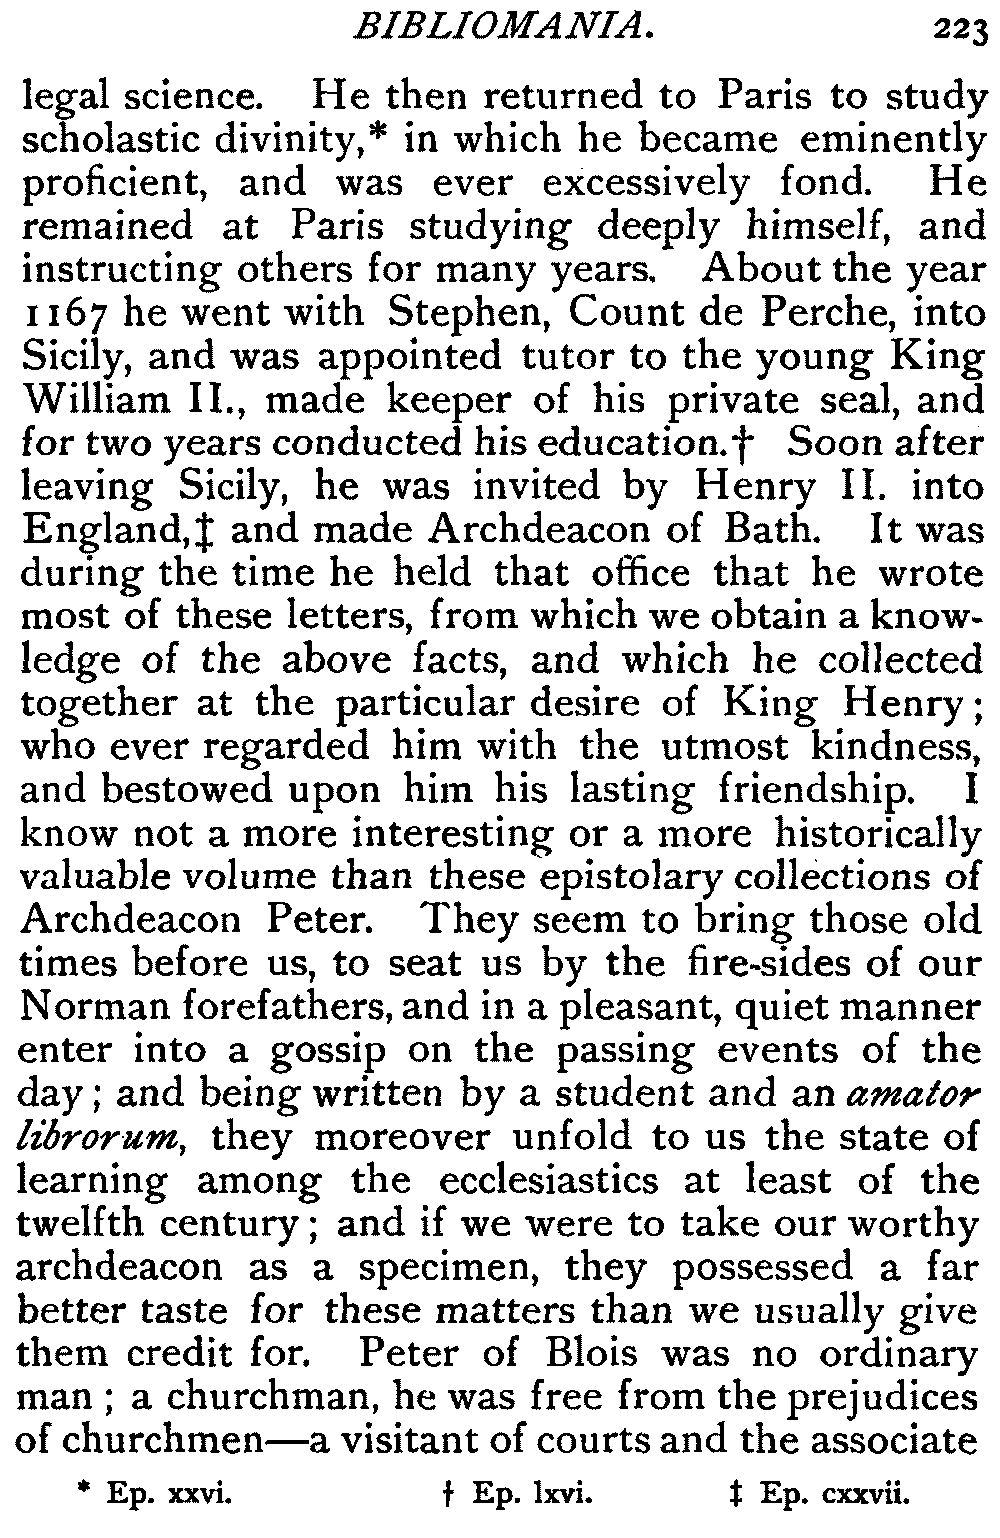 BIBLIOMANIA. 223
legal science. He then returned to Paris to study
scholastic divinity,* in which he became eminently
proficient, and was ever excessively fond. He
remained at Paris studying deeply himself, and
instructing others for many years. About the year
1167 he went with Stephen, Count de Perche, into
Sicily, and was appointed tutor to the young King
William II., made keeper of his private seal, and
for two years conducted his education.† Soon after
leaving Sicily, he was invited by Henry II. into
England,‡ and made Archdeacon of Bath. It was
during the time he held that office that he wrote
most of these letters, from which we obtain a know-
ledge of the above facts, and which he collected
together at the particular desire of King Henry;
who ever regarded him with the utmost kindness,
and bestowed upon him his lasting friendship. I
know not a more interesting or a more historically
valuable volume than these epistolary collections of
Archdeacon Peter. They seem to bring those old
times before us, to seat us by the fire-sides of our
Norman forefathers, and in a pleasant, quiet manner
enter into a gossip on the passing events of the
day; and being written by a student and an amator
librorum, they moreover unfold to us the state of
learning among the ecclesiastics at least of the
twelfth century; and if we were to take our worthy
archdeacon as a specimen, they possessed a far
better taste for these matters than we usually give
them credit for. Peter of Blois was no ordinary
man; a churchman, he was free from the prejudices
of churchmen—a visitant of courts and the associate
* Ep. xxvi. † Ep. lxvi. ‡ Ep. cxxvii.